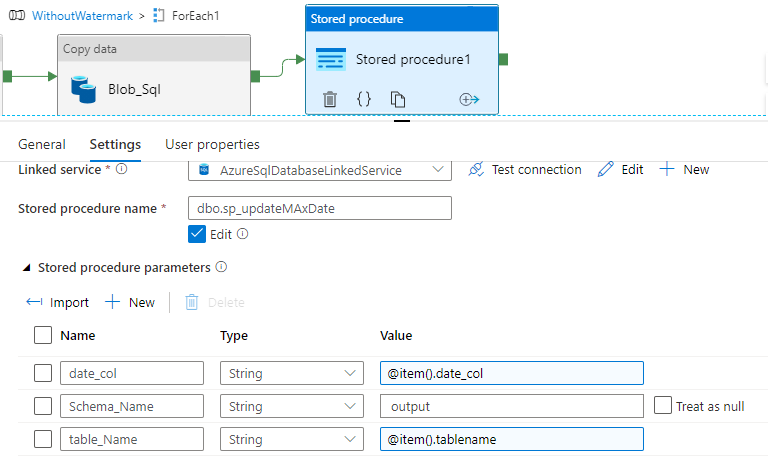 WithoutWatermark > ForEach1
Copy data
Blob_Sql
Stored procedure
Stored procedure1
{}
General Settings User properties
Linked service * AzureSqlDatabaseLinkedService Test connection Edit New
Stored procedure name * dbo.sp_updateMAxDate
Edit
Stored procedure parameters
Import New Delete
Name Type Value
date_col String @item().date_col
Schema_Name String output Treat as null
table_Name String @item().tablename